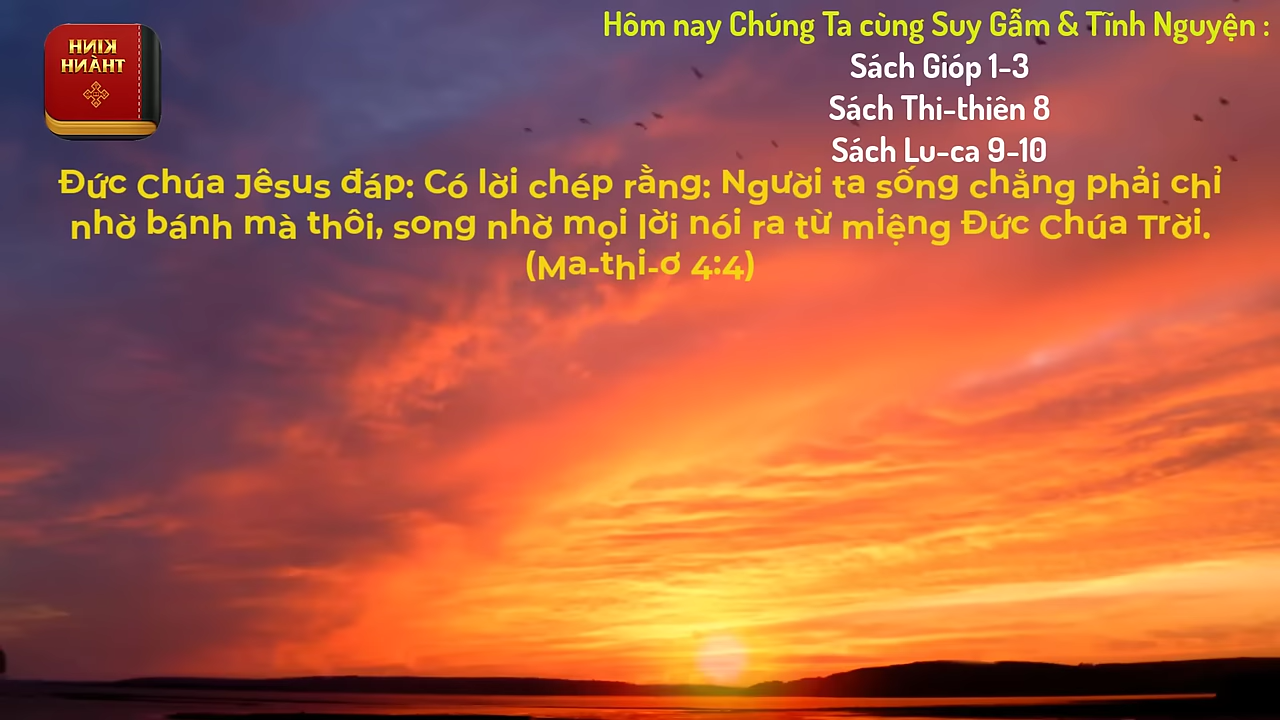 KINH
THÁNH
Hôm nay Chúng Ta cùng Suy Gẫm & Tĩnh Nguyện :
Sách Gióp 1-3
Sách Thi-thiên 8
Sách Lu-ca 9-10
Đức Chúa Jêsus đáp: Có lời chép rằng: Người ta sống chẳng phải chỉ
nhờ bánh mà thôi, song nhờ mọi lời nói ra từ miệng Đức Chúa Trời.
(Ma-thi-ơ 4:4)